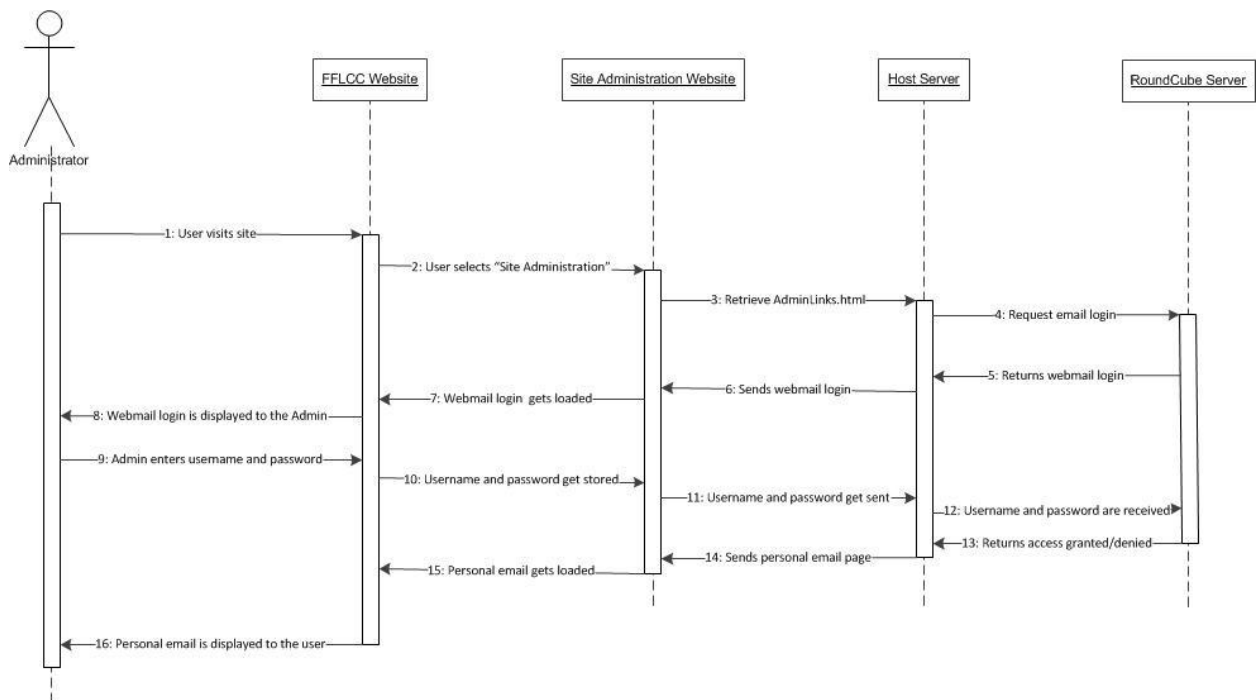 FFLCC Website
Site Administration Website
Host Server
RoundCube Server
Administrator
1: User visits site
2: User selects “Site Administration”
3: Retrieve AdminLinks.html
4: Request email login
5: Returns webmail login
6: Sends webmail login
7: Webmail login gets loaded
8: Webmail login is displayed to the Admin
9: Admin enters username and password
10: Username and password get stored
11: Username and password get sent
12: Username and password are received
13: Returns access granted/denied
14: Sends personal email page
15: Personal email gets loaded
16: Personal email is displayed to the user